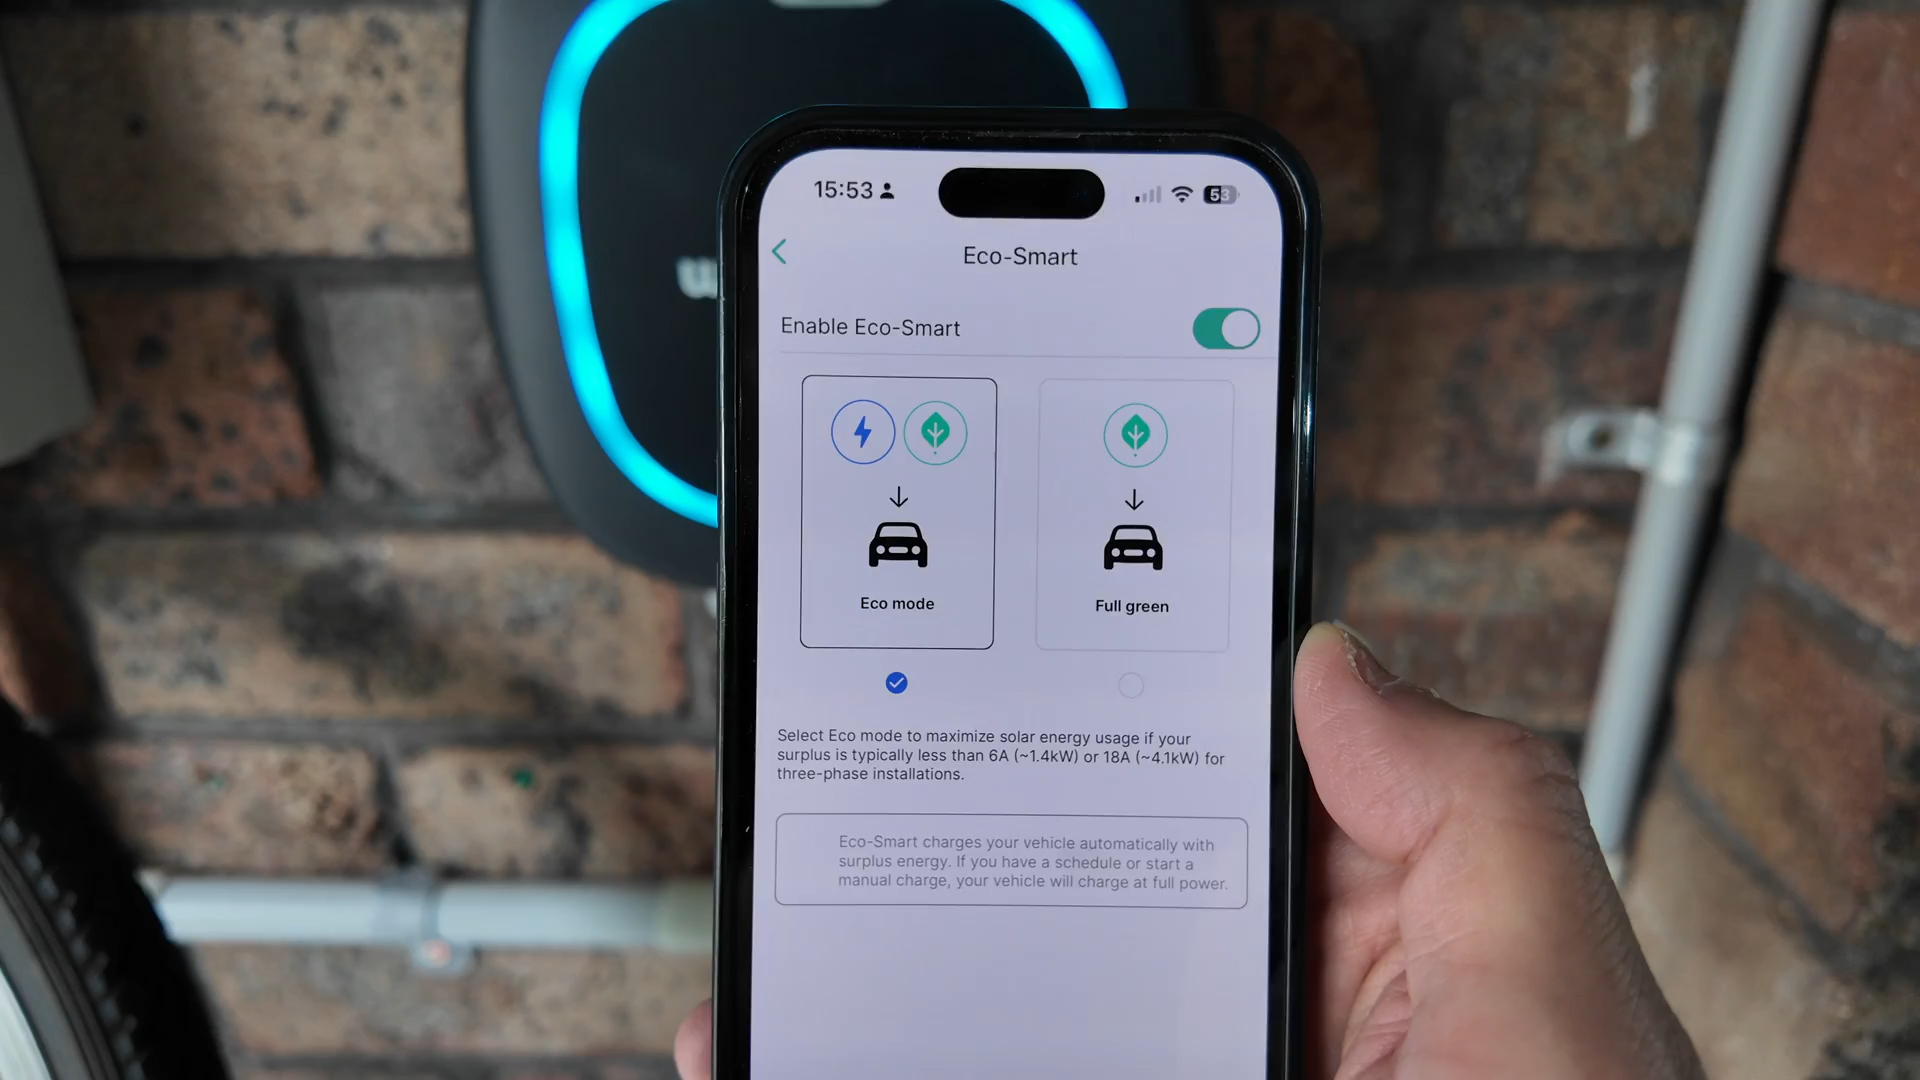 15:53
53
Eco-Smart
Enable Eco-Smart
Eco mode
Full green
Select Eco mode to maximize solar energy usage if your
surplus is typically less than 6A (~1.4kW) or 18A (~4.1kW) for
three-phase installations.
Eco-Smart charges your vehicle automatically with
surplus energy. If you have a schedule or start a
manual charge, your vehicle will charge at full power.